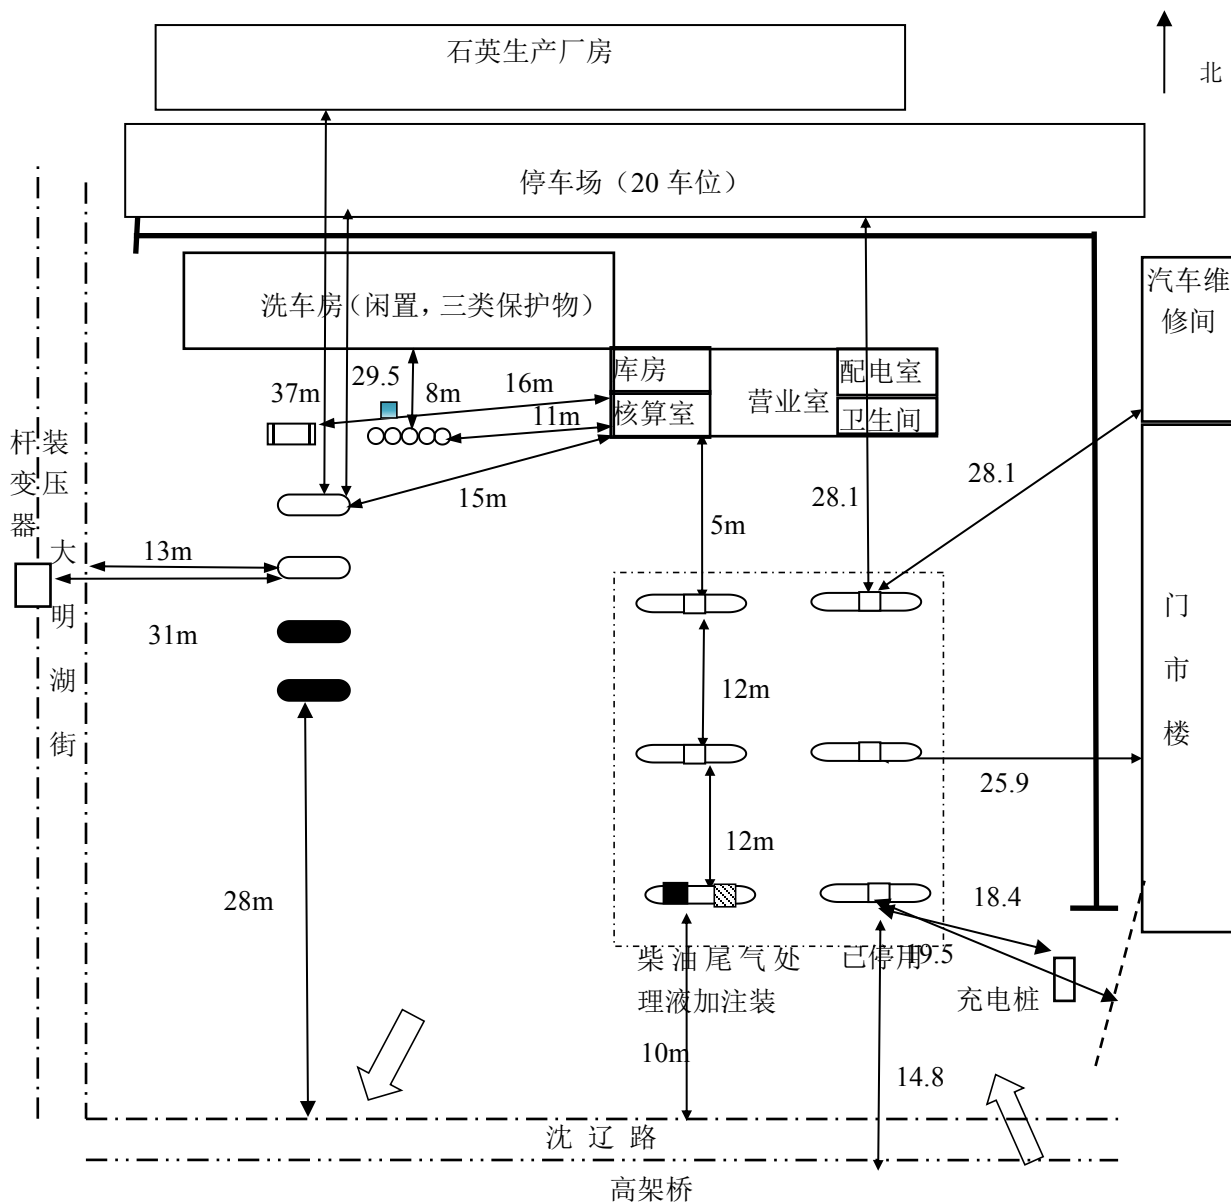 石英生产厂房
北
停车场（20 车位）
汽车维
修间
洗车房（闲置，三类保护物）
库房
核算室
营业室
配电室
卫生间
37m
29.5
8m
16m
11m
15m
杆装
变压
器
大
明
湖
街
13m
31m
5m
28.1
28.1
12m
25.9
12m
门
市
楼
28m
18.4
19.5
柴油尾气处
理液加注装
已停用
充电桩
10m
14.8
沈辽路
高架桥